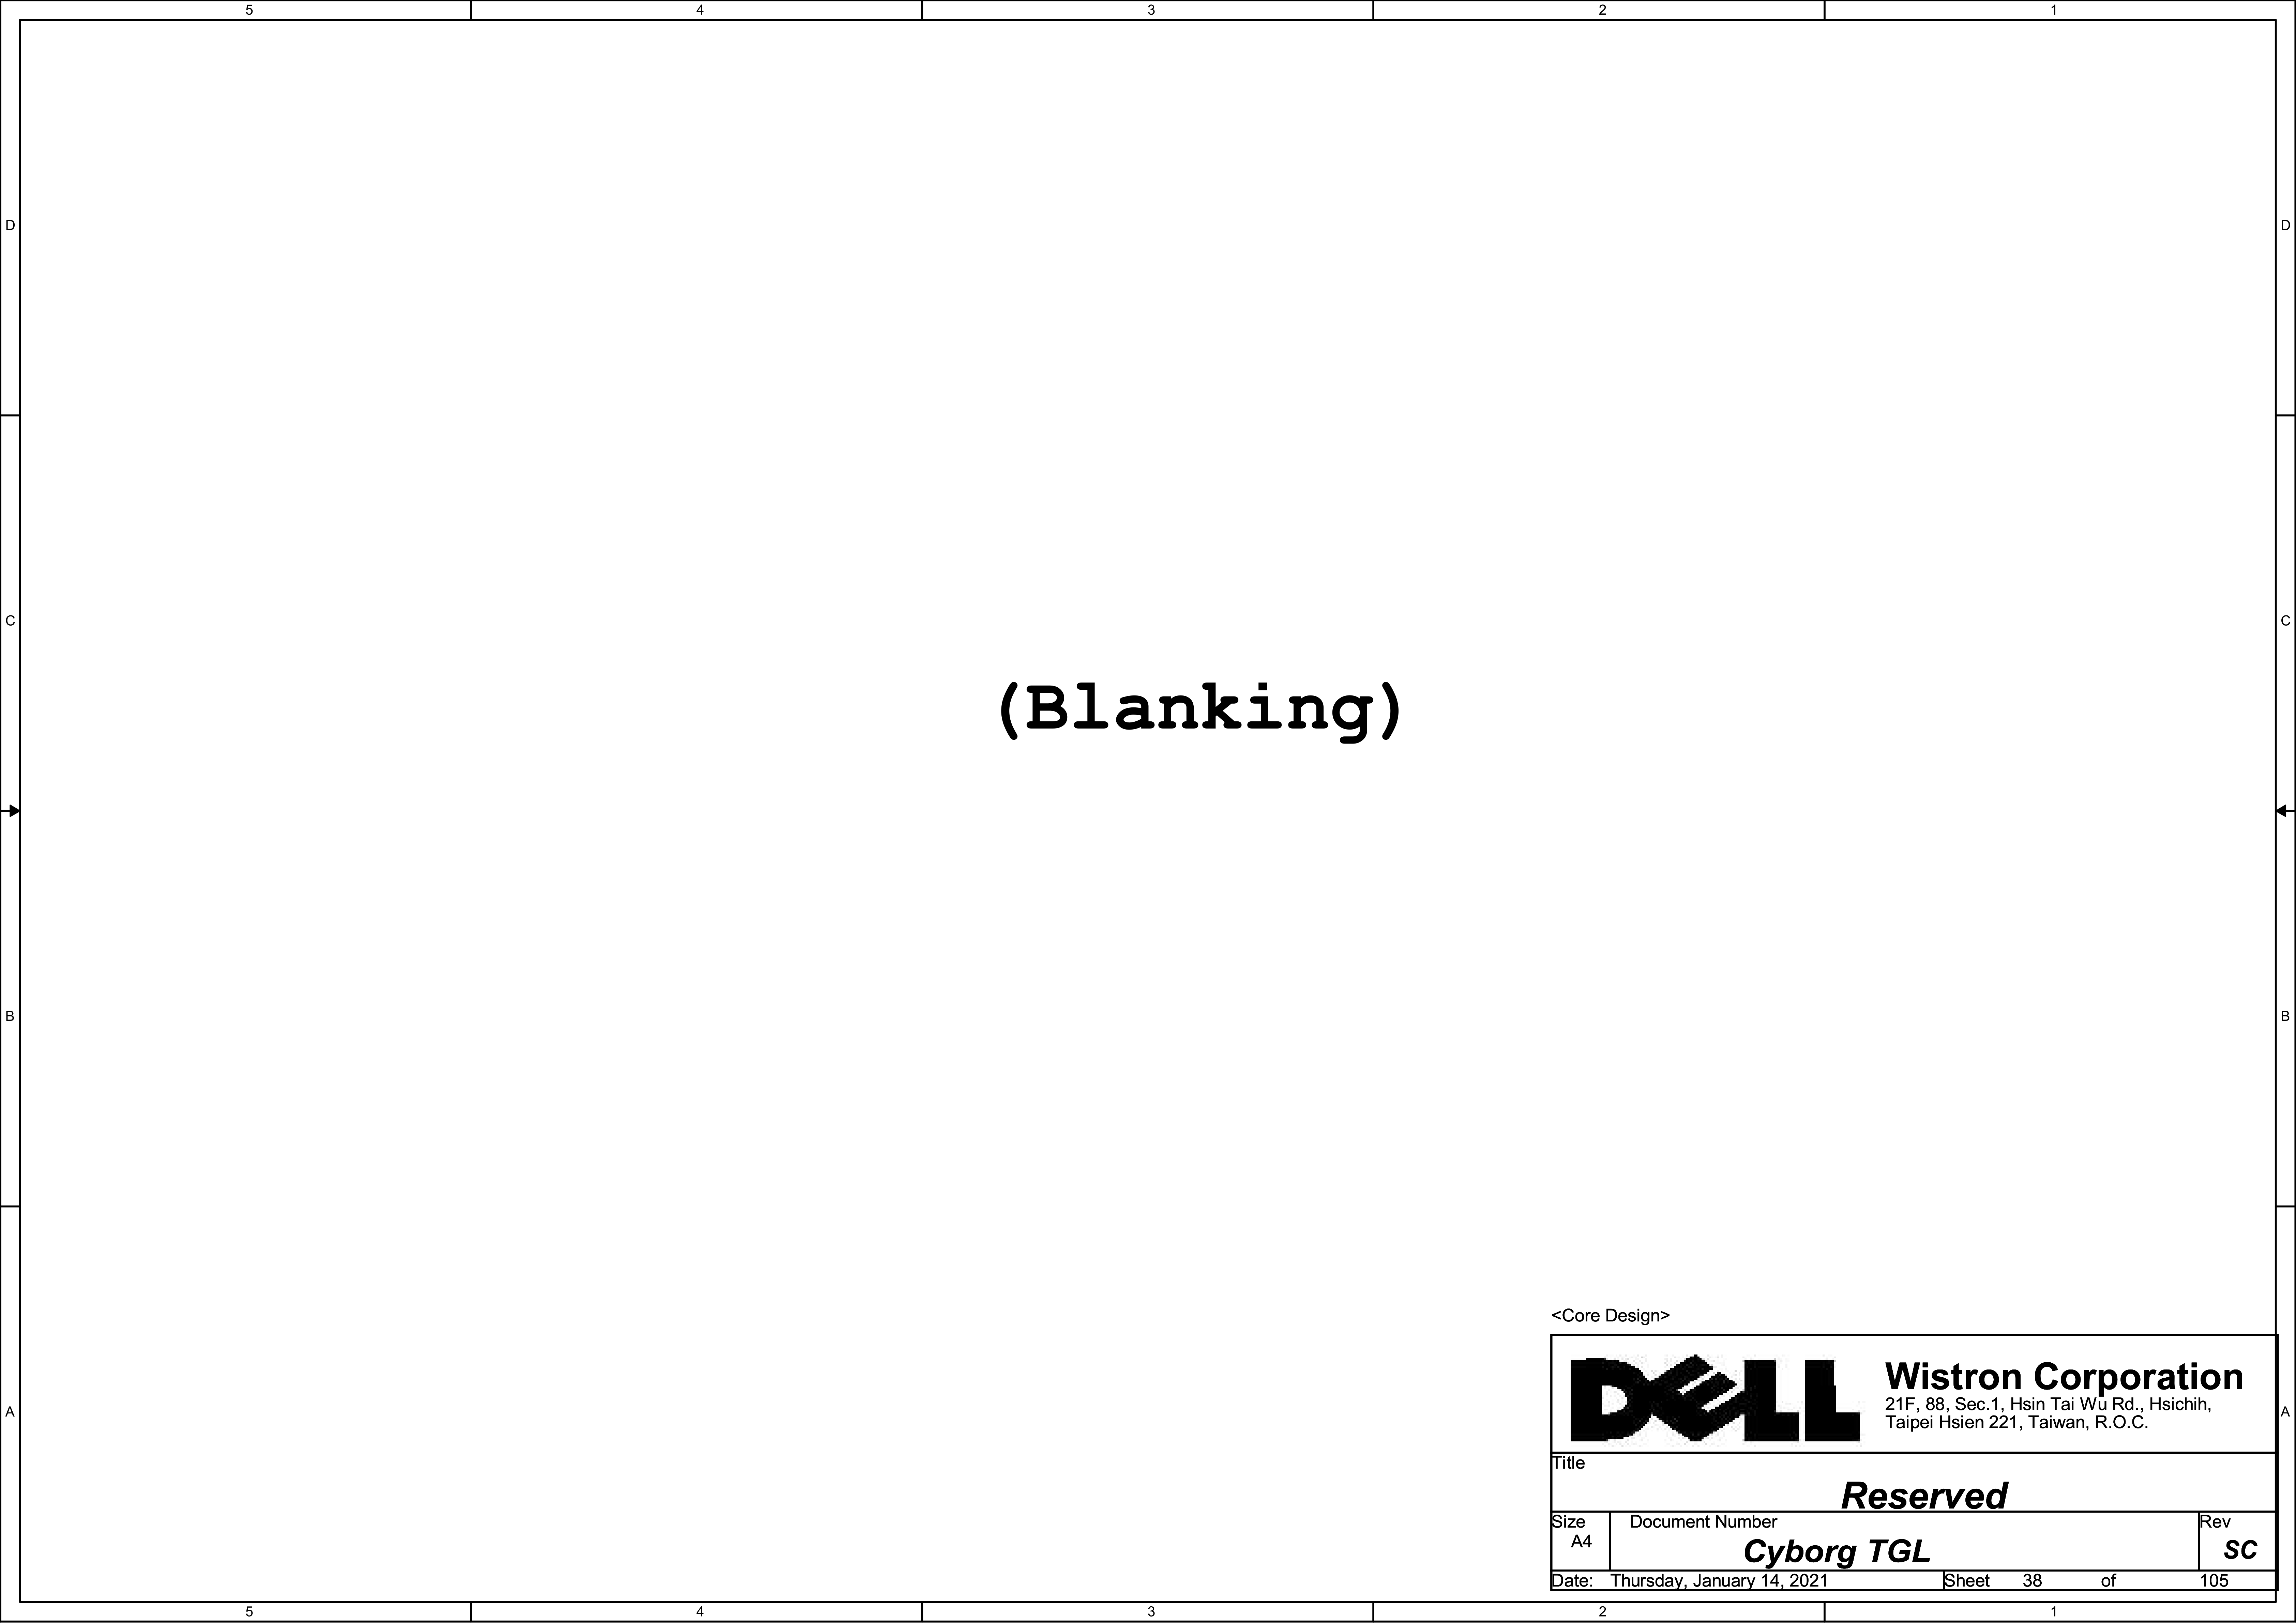 5 4 3 2 1
D D
C C
(Blanking)
B B
<Core Design>
DELL
Wistron Corporation
21F, 88, Sec.1, Hsin Tai Wu Rd., Hsichih,
Taipei Hsien 221, Taiwan, R.O.C.
A A
Title
Reserved
Size Document Number Rev
A4 Cyborg TGL SC
Date: Thursday, January 14, 2021 Sheet 38 of 105
5 4 3 2 1